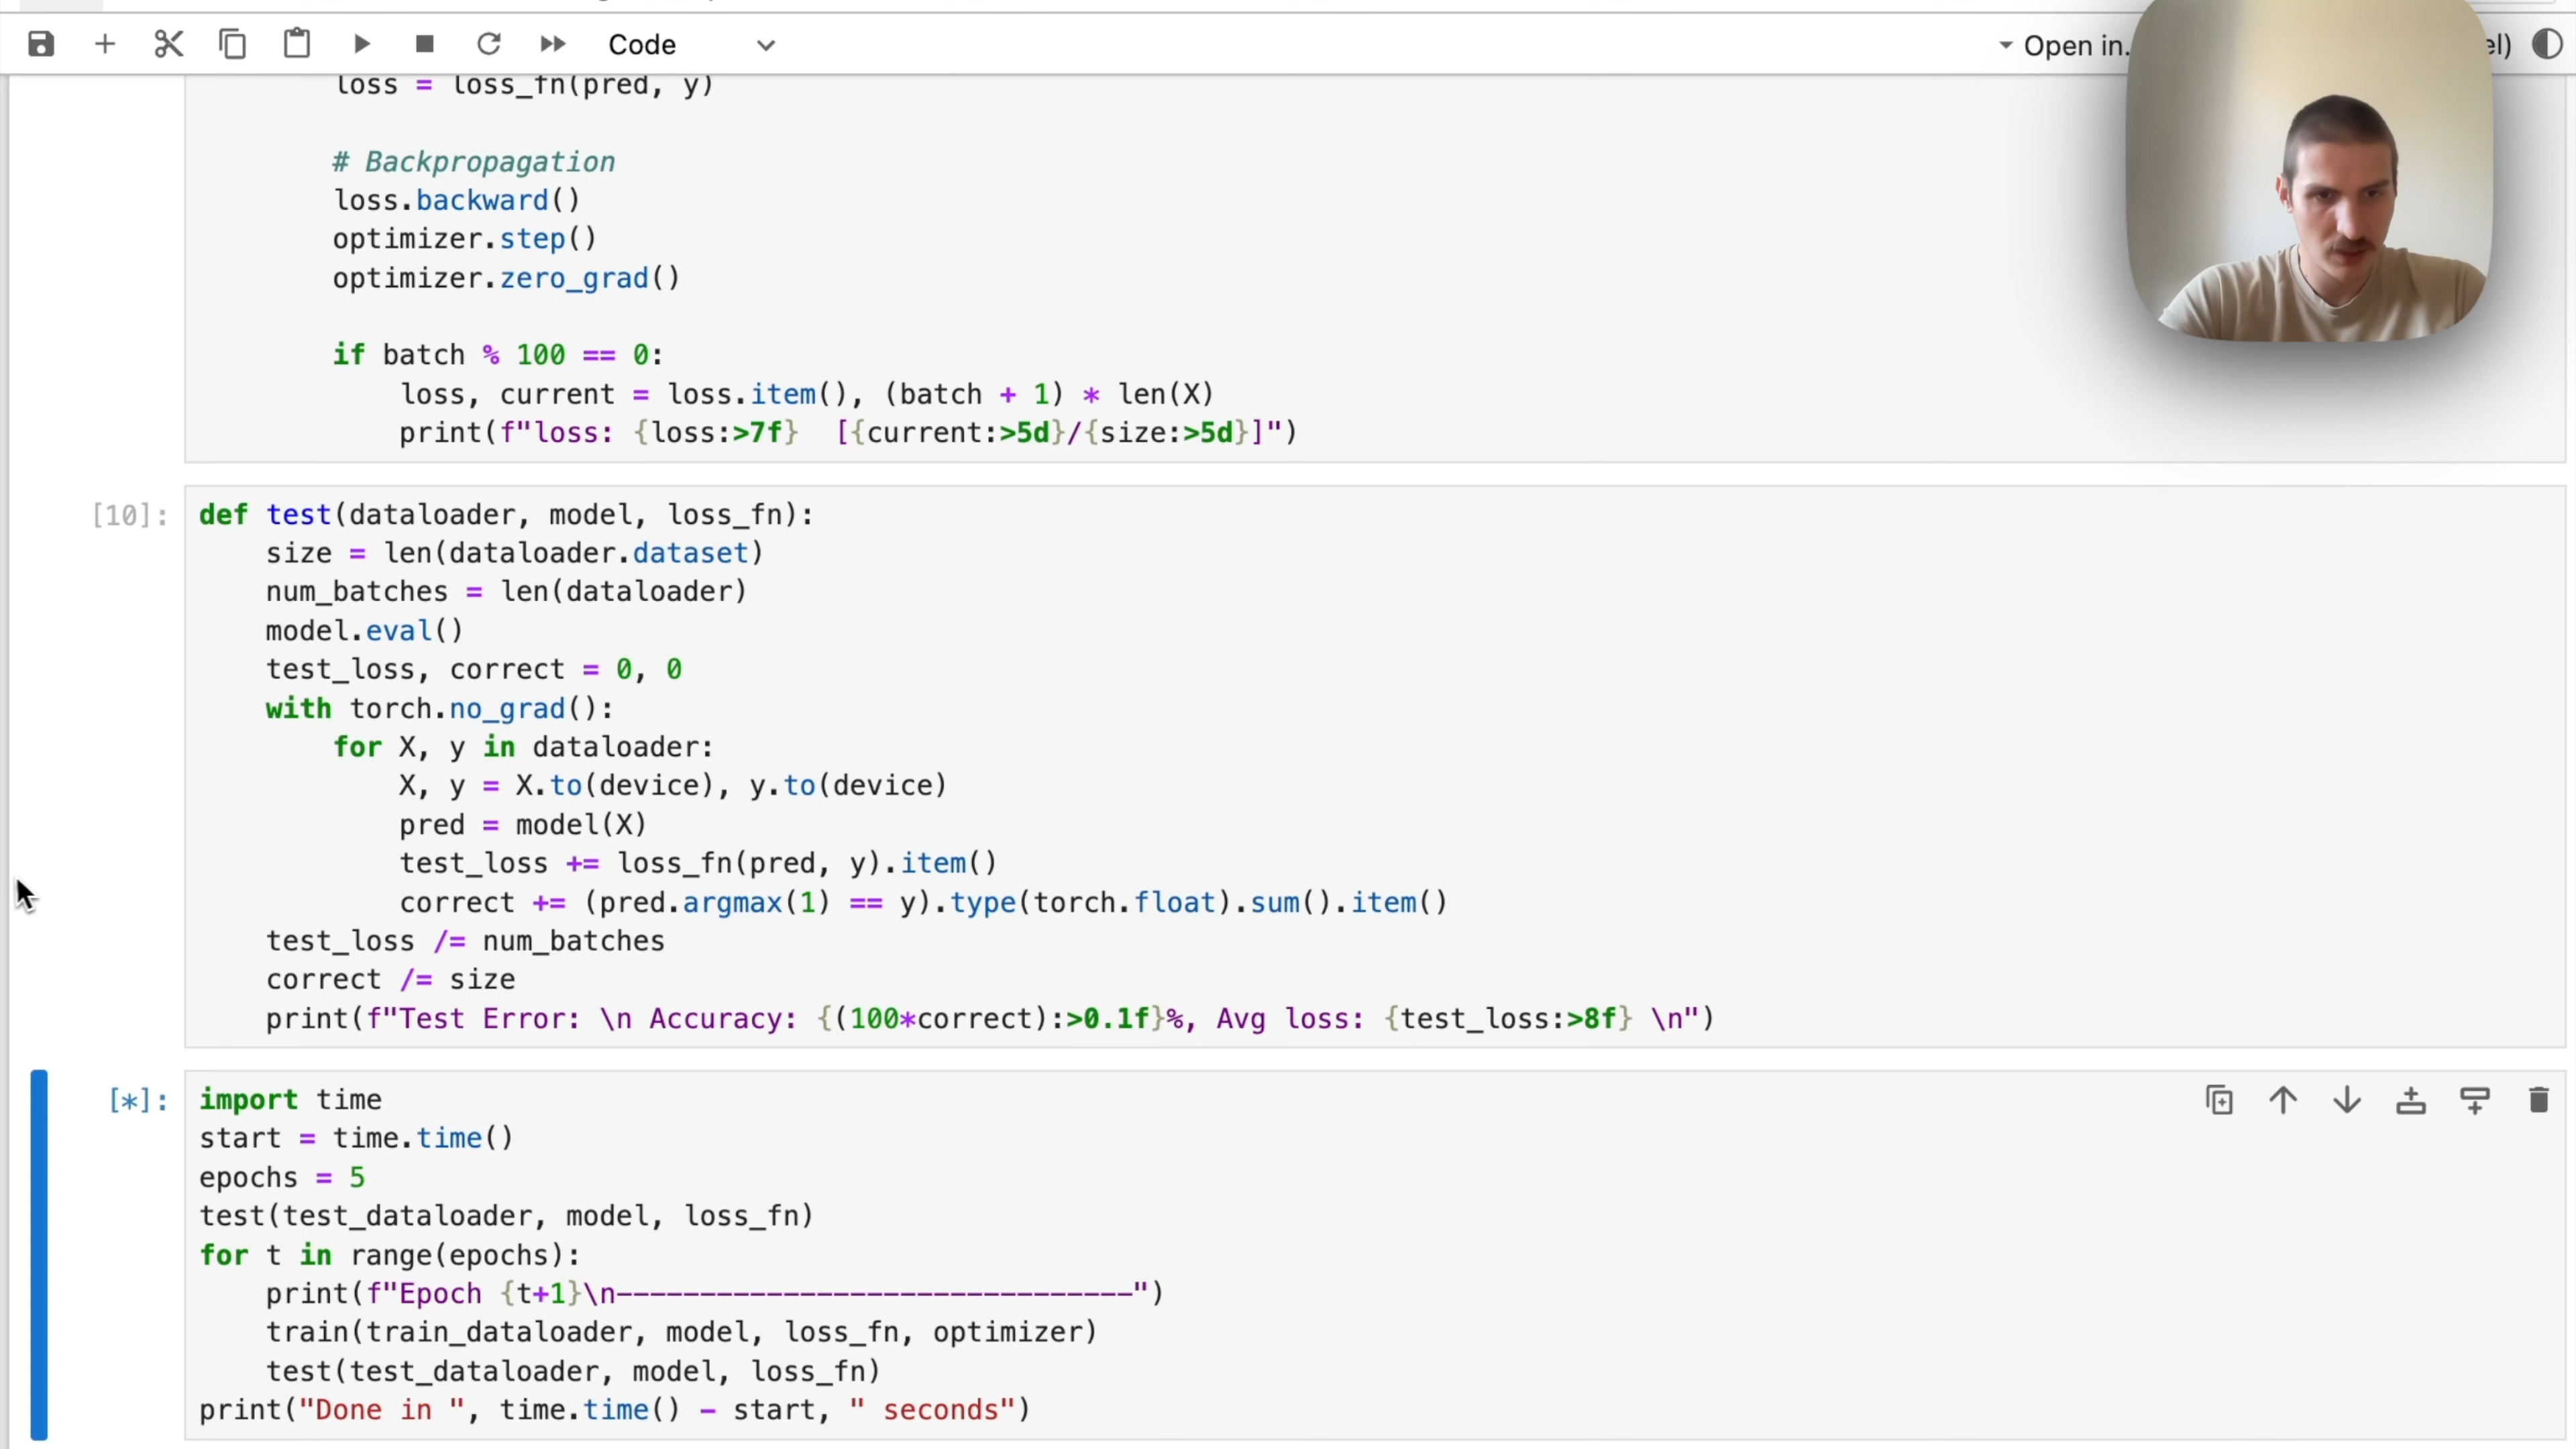 Code
Open in.
el)
loss = loss_fn(pred, y)
# Backpropagation
loss.backward()
optimizer.step()
optimizer.zero_grad()
if batch % 100 == 0:
loss, current = loss.item(), (batch + 1) * len(X)
print(f"loss: {loss:>7f}  [{current:>5d}/{size:>5d}]")
[10]:
def test(dataloader, model, loss_fn):
size = len(dataloader.dataset)
num_batches = len(dataloader)
model.eval()
test_loss, correct = 0, 0
with torch.no_grad():
for X, y in dataloader:
X, y = X.to(device), y.to(device)
pred = model(X)
test_loss += loss_fn(pred, y).item()
correct += (pred.argmax(1) == y).type(torch.float).sum().item()
test_loss /= num_batches
correct /= size
print(f"Test Error: \n Accuracy: {(100*correct):>0.1f}%, Avg loss: {test_loss:>8f} \n")
[*]:
import time
start = time.time()
epochs = 5
test(test_dataloader, model, loss_fn)
for t in range(epochs):
print(f"Epoch {t+1}\n-------------------------------")
train(train_dataloader, model, loss_fn, optimizer)
test(test_dataloader, model, loss_fn)
print("Done in ", time.time() - start, " seconds")